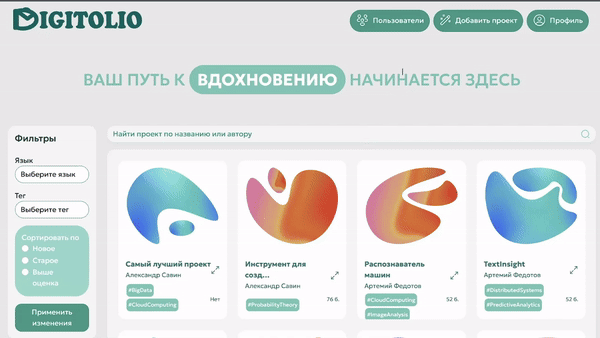 DIGITOLIO
Пользователи
Добавить проект
Профиль
ВАШ ПУТЬ К ВДОХНОВЕНИЮ НАЧИНАЕТСЯ ЗДЕСЬ
Фильтры
Язык
Выберите язык
Тег
Выберите тег
Сортировать по
Новое
Старое
Выше
оценка
Применить
изменения
Найти проект по названию или автору
Самый лучший проект
Александр Савин
#BigData
#CloudComputing
Нет
Инструмент для
созд...
Александр Савин
#ProbabilityTheory
76 б.
Распознаватель
машин
Артемий Федотов
#CloudComputing
#ImageAnalysis
52 б.
TextInsight
Артемий Федотов
#DistributedSystems
#PredictiveAnalytics
52 б.